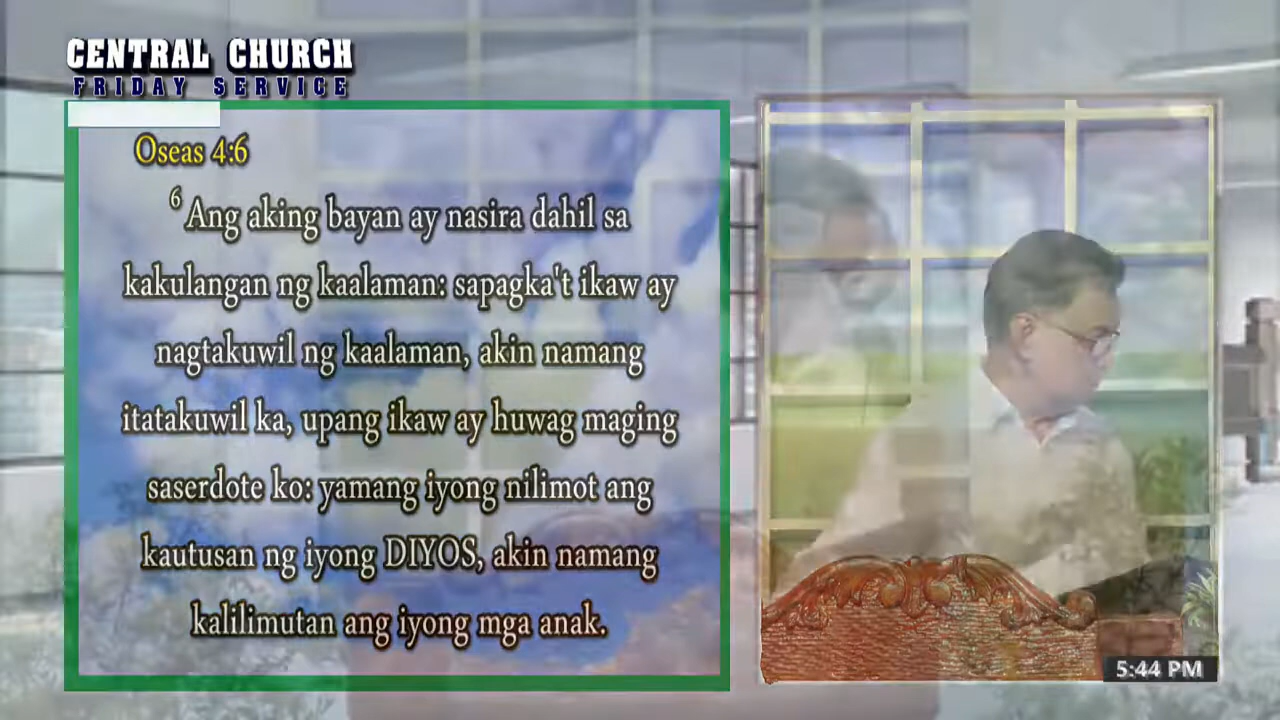 CENTRAL CHURCH
FRIDAY SERVICE
Oseas 4:6
6 Ang aking bayan ay nasira dahil sa
kakulangan ng kaalaman: sapagka't ikaw ay
nagtakuwil ng kaalaman, akin namang
itatakuwil ka, upang ikaw ay huwag maging
saserdote ko: yamang iyong nilimot ang
kautusan ng iyong DIYOS, akin namang
kalilimutan ang iyong mga anak.
5:44 PM